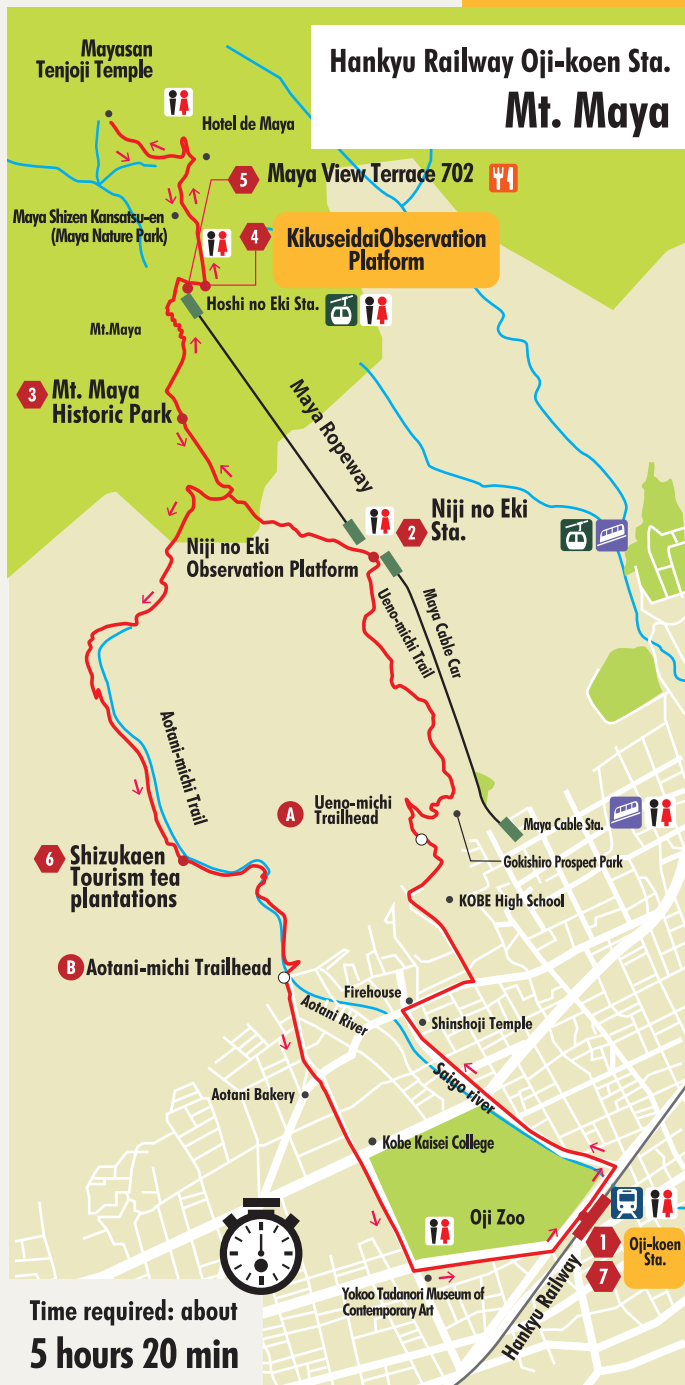 Hankyu Railway Oji-koen Sta.
Mt. Maya
Mayasan
Tenjoji Temple
Hotel de Maya
5 Maya View Terrace 702
Maya Shizen Kansatsu-en
(Maya Nature Park)
4 KikuseidaiObservation
Platform
Hoshi no Eki Sta.
Mt.Maya
3 Mt. Maya
Historic Park
Maya Ropeway
2 Niji no Eki
Sta.
Niji no Eki
Observation Platform
Ueno-michi Trail
Maya Cable Car
Aotani-michi Trail
A Ueno-michi
Trailhead
Maya Cable Sta.
Gokishiro Prospect Park
6 Shizukaen
Tourism tea
plantations
KOBE High School
B Aotani-michi Trailhead
Firehouse
Aotani River
Shinshoji Temple
Saigo river
Aotani Bakery
Kobe Kaisei College
Oji Zoo
1
7
Oji-koen
Sta.
Hankyu Railway
Yokoo Tadanori Museum of
Contemporary Art
Time required: about
5 hours 20 min